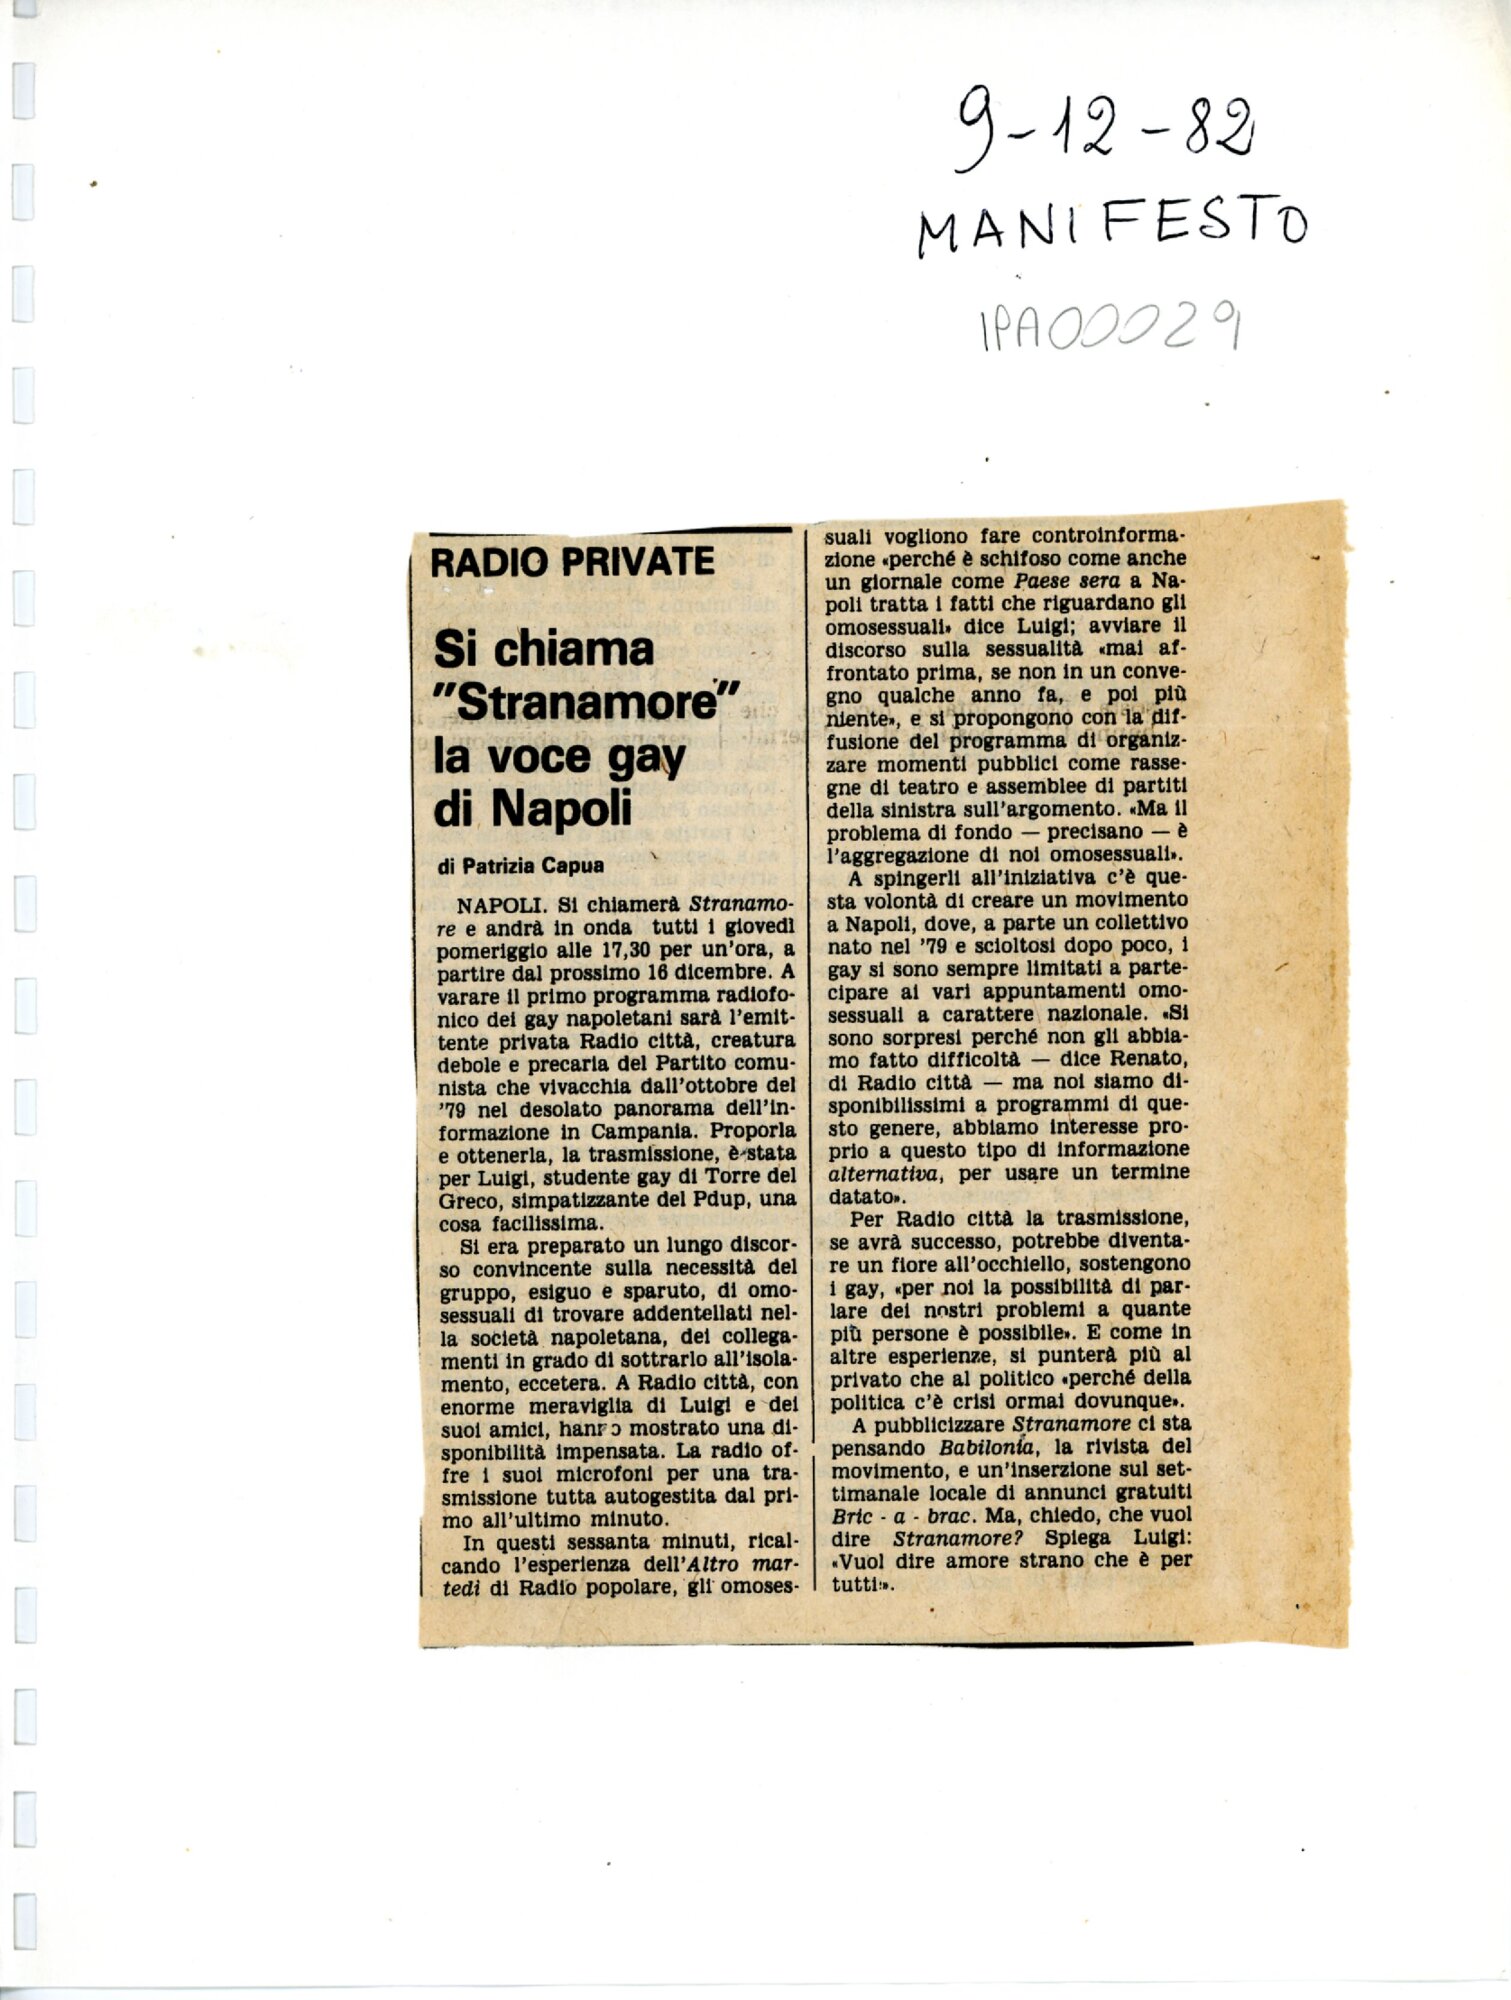 9-12-82
MANIFESTO
IPA00029
RADIO PRIVATE
Si chiama
"Stranamore"
la voce gay
di Napoli
di Patrizia Capua
NAPOLI. Si chiamerà Stranamo-
re e andrà in onda tutti i giovedì
pomeriggio alle 17,30 per un'ora, a
partire dal prossimo 16 dicembre. A
varare il primo programma radiofo-
nico dei gay napoletani sarà l'emit-
tente privata Radio città, creatura
debole e precaria del Partito comu-
nista che vivacchia dall'ottobre del
'79 nel desolato panorama dell'in-
formazione in Campania. Proporla
e ottenerla, la trasmissione, è stata
per Luigi, studente gay di Torre del
Greco, simpatizzante del Pdup, una
cosa facilissima.
Si era preparato un lungo discor-
so convincente sulla necessità del
gruppo, esiguo e sparuto, di omo-
sessuali di trovare addentellati nel-
la società napoletana, dei collega-
menti in grado di sottrarlo all'isola-
mento, eccetera. A Radio città, con
enorme meraviglia di Luigi e dei
suoi amici, hanno mostrato una di-
sponibilità impensata. La radio of-
fre i suoi microfoni per una tra-
smissione tutta autogestita dal pri-
mo all'ultimo minuto.
In questi sessanta minuti, rical-
cando l'esperienza dell'Altro mar-
tedì di Radio popolare, gli omoses-
suali vogliono fare controinforma-
zione «perché è schifoso come anche
un giornale come Paese sera a Na-
poli tratta i fatti che riguardano gli
omosessuali» dice Luigi; avviare il
discorso sulla sessualità «mai af-
frontato prima, se non in un conve-
gno qualche anno fa, e poi più
niente», e si propongono con la dif-
fusione del programma di organiz-
zare momenti pubblici come rasse-
gne di teatro e assemblee di partiti
della sinistra sull'argomento. «Ma il
problema di fondo — precisano — è
l'aggregazione di noi omosessuali».
A spingerli all'iniziativa c'è que-
sta volontà di creare un movimento
a Napoli, dove, a parte un collettivo
nato nel '79 e scioltosi dopo poco, i
gay si sono sempre limitati a parte-
cipare ai vari appuntamenti omo-
sessuali a carattere nazionale. «Si
sono sorpresi perché non gli abbia-
mo fatto difficoltà — dice Renato,
di Radio città — ma noi siamo di-
sponibilissimi a programmi di que-
sto genere, abbiamo interesse pro-
prio a questo tipo di informazione
alternativa, per usare un termine
datato».
Per Radio città la trasmissione,
se avrà successo, potrebbe diventa-
re un fiore all'occhiello, sostengono
i gay, «per noi la possibilità di par-
lare dei nostri problemi a quante
più persone è possibile». E come in
altre esperienze, si punterà più al
privato che al politico «perché della
politica c'è crisi ormai dovunque».
A pubblicizzare Stranamore ci sta
pensando Babilonia, la rivista del
movimento, e un'inserzione sul set-
timanale locale di annunci gratuiti
Bric - a - brac. Ma, chiedo, che vuol
dire Stranamore? Spiega Luigi:
«Vuol dire amore strano che è per
tutti!».